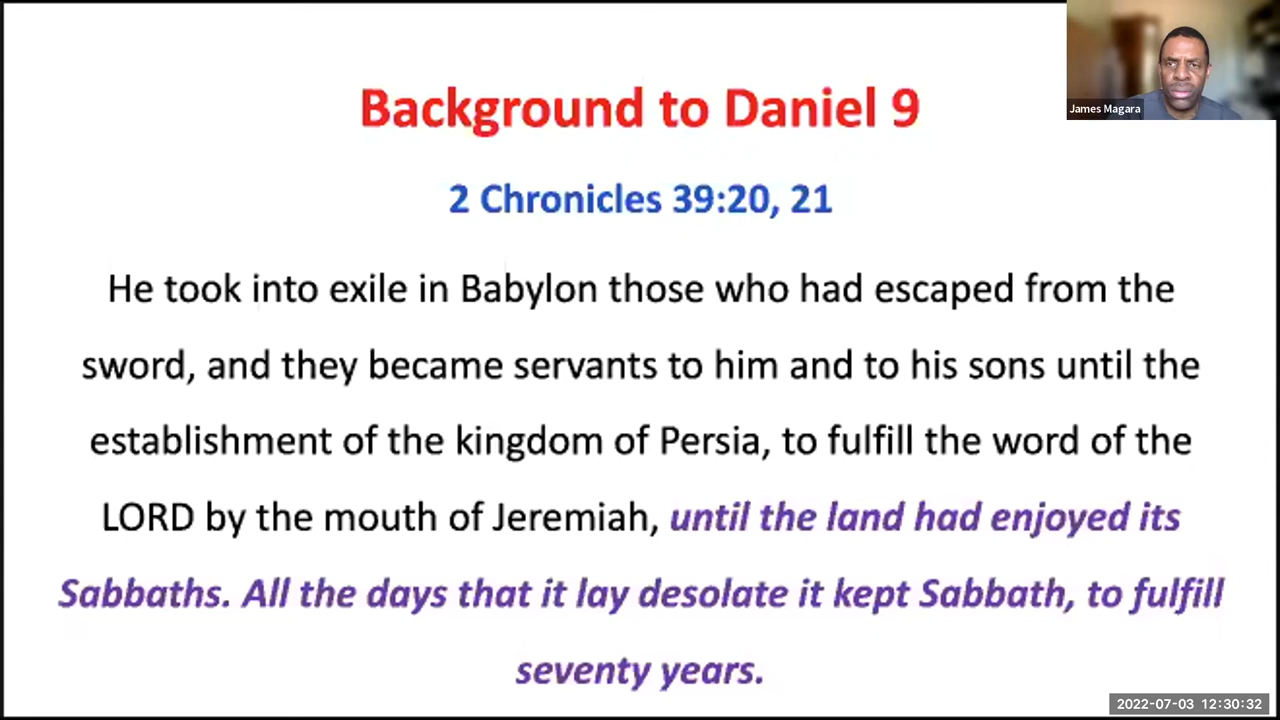 Background to Daniel 9
James Magara
2 Chronicles 39:20, 21
He took into exile in Babylon those who had escaped from the
sword, and they became servants to him and to his sons until the
establishment of the kingdom of Persia, to fulfill the word of the
LORD by the mouth of Jeremiah, until the land had enjoyed its
Sabbaths. All the days that it lay desolate it kept Sabbath, to fulfill
seventy years.
2022-07-03 12:30:32